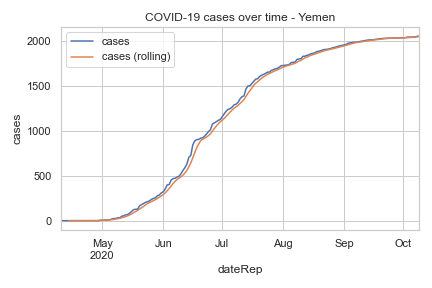 COVID-19 cases over time - Yemen
cases
cases (rolling)
2000
1500
1000
500
0
cases
May
2020
Jun
Jul
Aug
Sep
Oct
dateRep